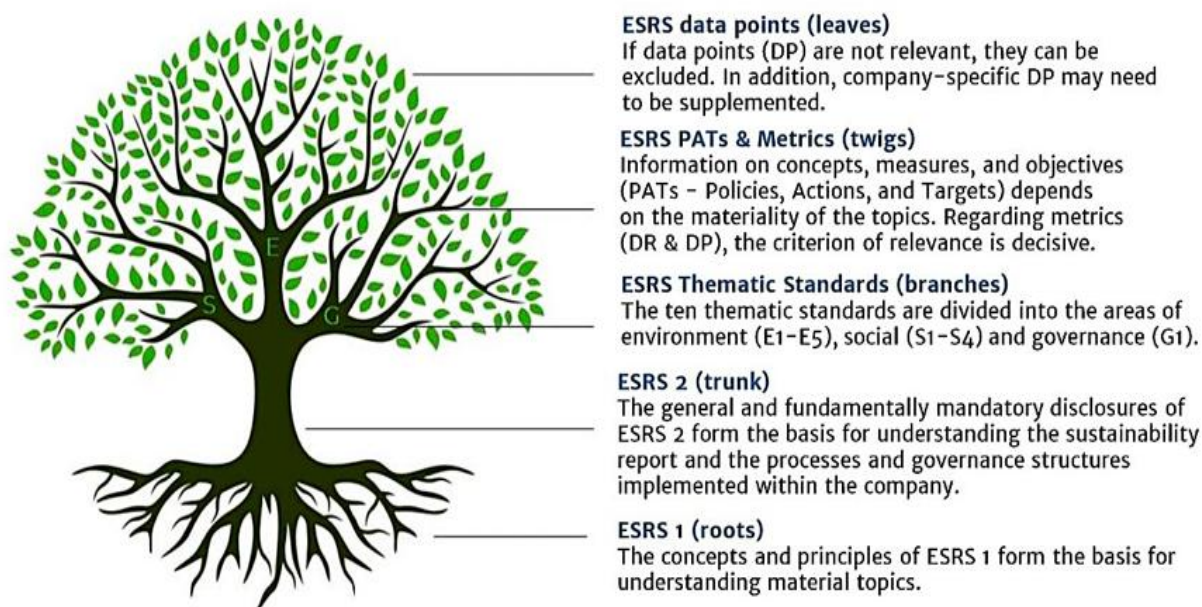 ESRS data points (leaves)
If data points (DP) are not relevant, they can be
excluded. In addition, company-specific DP may need
to be supplemented.
ESRS PATs & Metrics (twigs)
Information on concepts, measures, and objectives
(PATs - Policies, Actions, and Targets) depends
on the materiality of the topics. Regarding metrics
(DR & DP), the criterion of relevance is decisive.
E
ESRS Thematic Standards (branches)
S
G
The ten thematic standards are divided into the areas of
environment (E1-E5), social (S1-S4) and governance (G1).
ESRS 2 (trunk)
The general and fundamentally mandatory disclosures of
ESRS 2 form the basis for understanding the sustainability
report and the processes and governance structures
implemented within the company.
ESRS 1 (roots)
The concepts and principles of ESRS 1 form the basis for
understanding material topics.